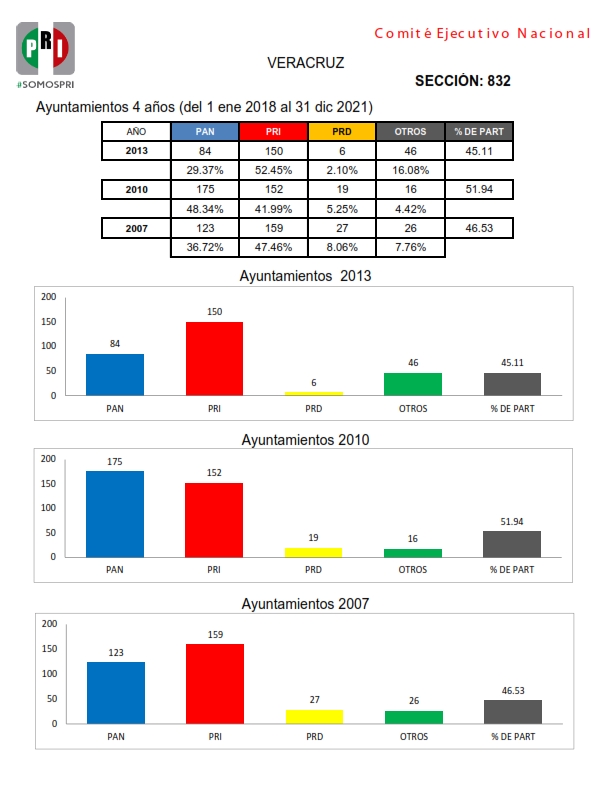 Comité Ejecutivo Nacional
PRI
#SOMOSPRI
VERACRUZ
SECCIÓN: 832
Ayuntamientos 4 años (del 1 ene 2018 al 31 dic 2021)
AÑO PAN PRI PRD OTROS % DE PART
2013 84 150 6 46 45.11
29.37% 52.45% 2.10% 16.08%
2010 175 152 19 16 51.94
48.34% 41.99% 5.25% 4.42%
2007 123 159 27 26 46.53
36.72% 47.46% 8.06% 7.76%
Ayuntamientos 2013
200
150
100
50
0
84 150 6 46 45.11
PAN PRI PRD OTROS % DE PART
Ayuntamientos 2010
200
150
100
50
0
175 152 19 16 51.94
PAN PRI PRD OTROS % DE PART
Ayuntamientos 2007
200
150
100
50
0
123 159 27 26 46.53
PAN PRI PRD OTROS % DE PART